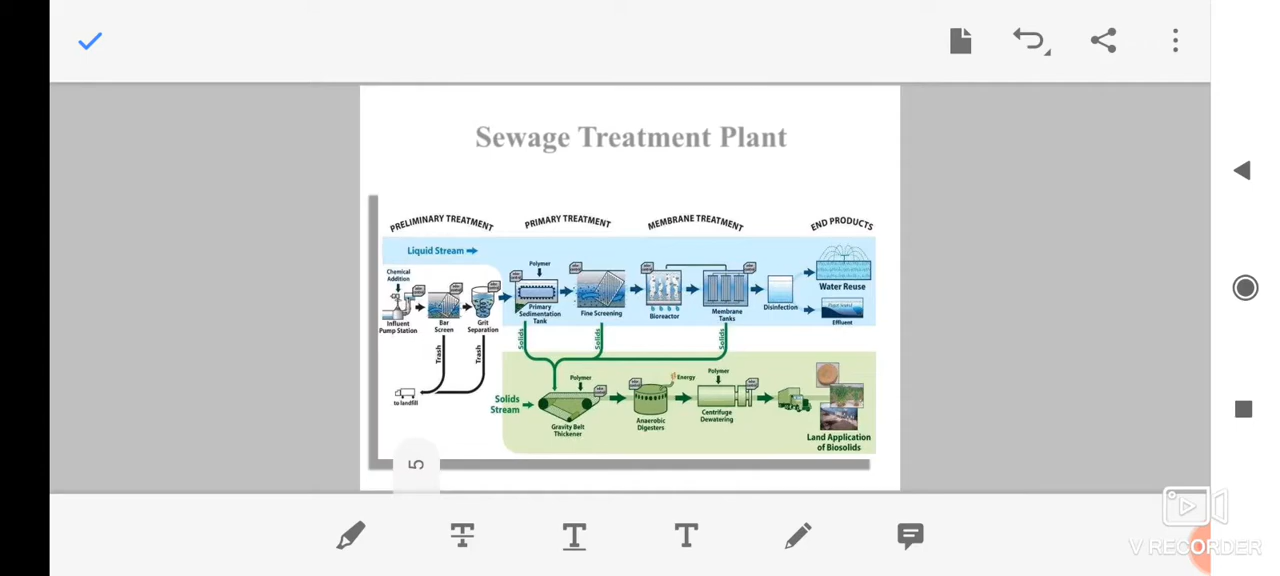 Sewage Treatment Plant
PRELIMINARY TREATMENT
PRIMARY TREATMENT
MEMBRANE TREATMENT
END PRODUCTS
Liquid Stream
Chemical
Addition
Polymer
Influent
Pump Station
Bar
Screen
Grit
Separation
Primary
Sedimentation
Tank
Fine Screening
Bioreactor
Membrane
Tanks
Disinfection
Water Reuse
Effluent
Trash
Trash
Solids
Solids
Solids
to landfill
Solids
Stream
Polymer
Gravity Belt
Thickener
Energy
Anaerobic
Digesters
Polymer
Centrifuge
Dewatering
Land Application
of Biosolids
5
T
T
T
V RECORDER